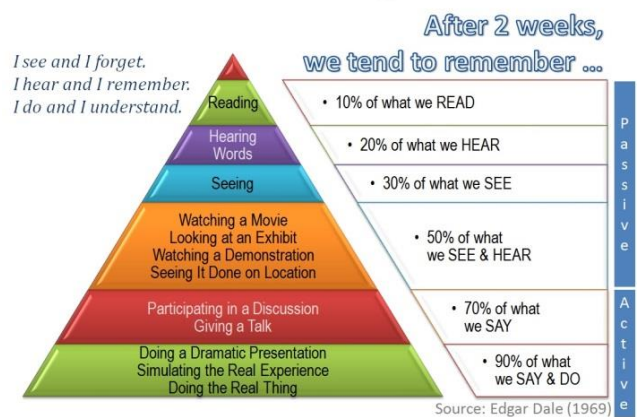 After 2 weeks,
we tend to remember ...
I see and I forget.
I hear and I remember.
I do and I understand.
Reading
• 10% of what we READ
Hearing
Words
• 20% of what we HEAR
Seeing
• 30% of what we SEE
Watching a Movie
Looking at an Exhibit
Watching a Demonstration
Seeing It Done on Location
• 50% of what
we SEE & HEAR
Participating in a Discussion
Giving a Talk
• 70% of what
we SAY
Doing a Dramatic Presentation
Simulating the Real Experience
Doing the Real Thing
• 90% of what
we SAY & DO
Passive
Active
Source: Edgar Dale (1969)